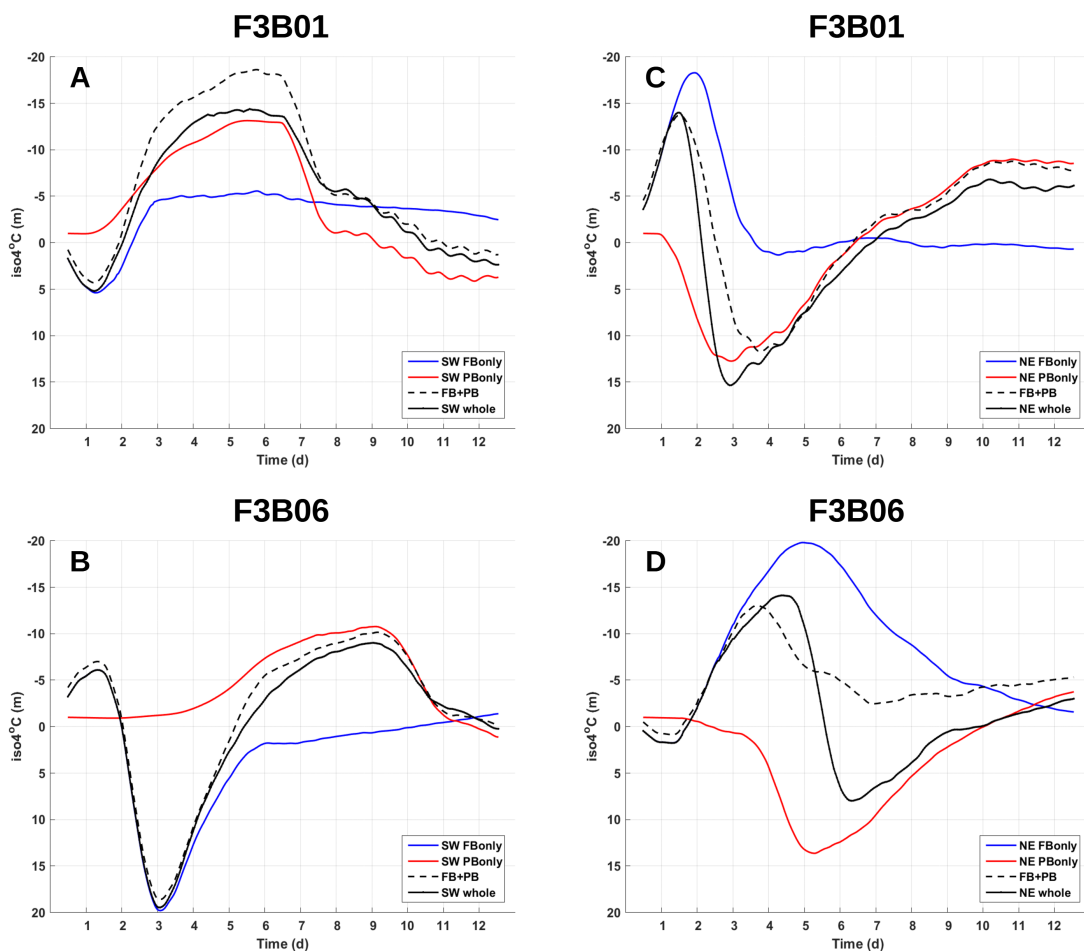 F3B01
A
-20
-15
-10
-5
0
5
10
15
20
iso4°C (m)
1 2 3 4 5 6 7 8 9 10 11 12
Time (d)
SW FBonly
SW PBonly
FB+PB
SW whole
F3B01
C
-20
-15
-10
-5
0
5
10
15
20
iso4°C (m)
1 2 3 4 5 6 7 8 9 10 11 12
Time (d)
NE FBonly
NE PBonly
FB+PB
NE whole
F3B06
B
-20
-15
-10
-5
0
5
10
15
20
iso4°C (m)
1 2 3 4 5 6 7 8 9 10 11 12
Time (d)
SW FBonly
SW PBonly
FB+PB
SW whole
F3B06
D
-20
-15
-10
-5
0
5
10
15
20
iso4°C (m)
1 2 3 4 5 6 7 8 9 10 11 12
Time (d)
NE FBonly
NE PBonly
FB+PB
NE whole